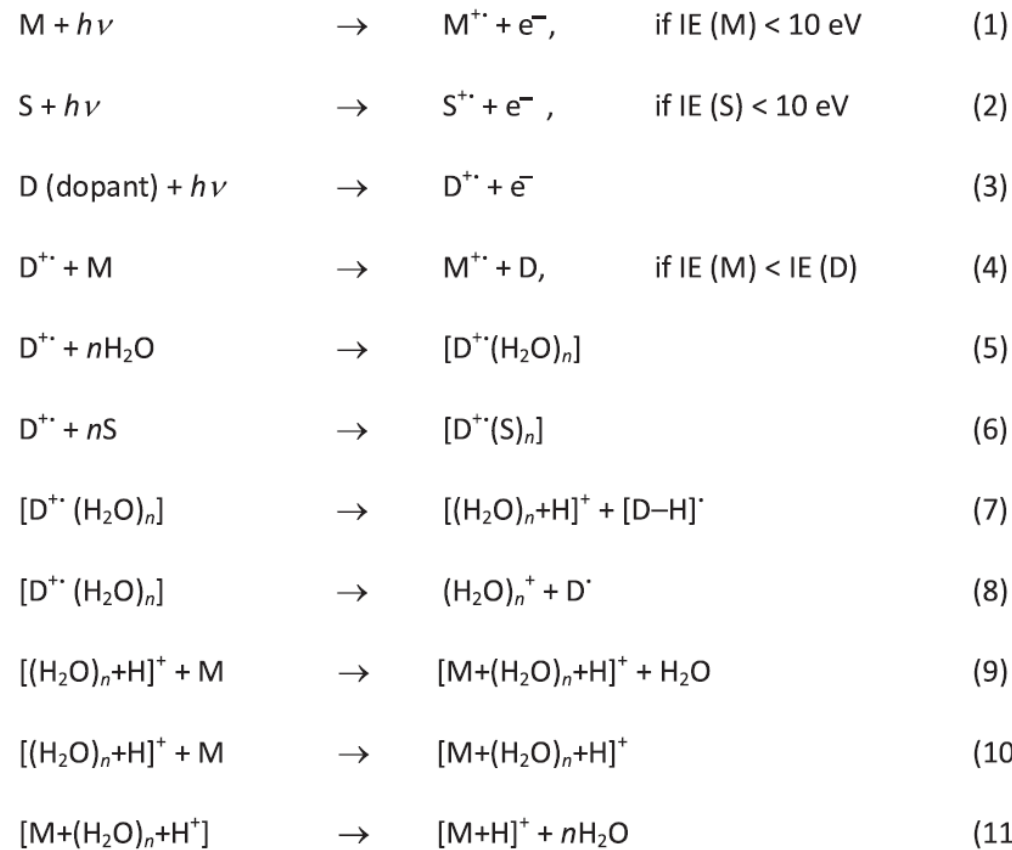 M + hν → M⁺˙ + e⁻, if IE (M) < 10 eV (1)
S + hν → S⁺˙ + e⁻ , if IE (S) < 10 eV (2)
D (dopant) + hν → D⁺˙ + e⁻ (3)
D⁺˙ + M → M⁺˙ + D, if IE (M) < IE (D) (4)
D⁺˙ + nH₂O → [D⁺˙(H₂O)ₙ] (5)
D⁺˙ + nS → [D⁺˙(S)ₙ] (6)
[D⁺˙ (H₂O)ₙ] → [(H₂O)ₙ+H]⁺ + [D–H]˙ (7)
[D⁺˙ (H₂O)ₙ] → (H₂O)ₙ⁺ + D˙ (8)
[(H₂O)ₙ+H]⁺ + M → [M+(H₂O)ₙ+H]⁺ + H₂O (9)
[(H₂O)ₙ+H]⁺ + M → [M+(H₂O)ₙ+H]⁺ (10
[M+(H₂O)ₙ+H⁺] → [M+H]⁺ + nH₂O (11